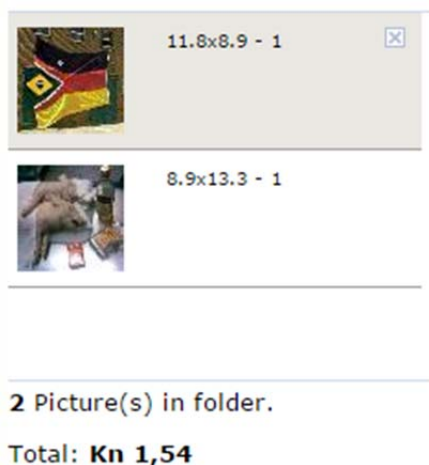 11.8x8.9 - 1
8.9x13.3 - 1
2 Picture(s) in folder.
Total: Kn 1,54